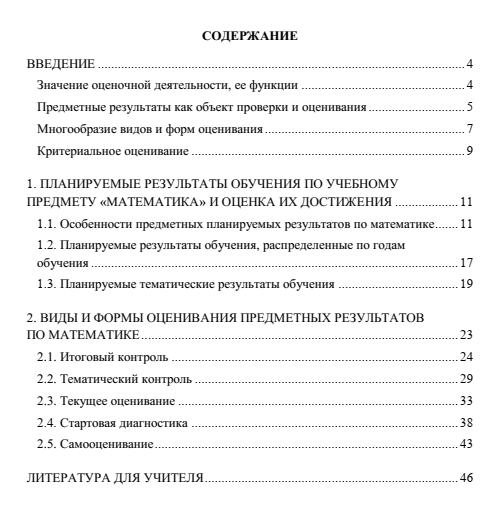 СОДЕРЖАНИЕ
ВВЕДЕНИЕ ........ 4
Значение оценочной деятельности, ее функции ........ 4
Предметные результаты как объект проверки и оценивания ........ 5
Многообразие видов и форм оценивания ........ 7
Критериальное оценивание ........ 9
1. ПЛАНИРУЕМЫЕ РЕЗУЛЬТАТЫ ОБУЧЕНИЯ ПО УЧЕБНОМУ
ПРЕДМЕТУ «МАТЕМАТИКА» И ОЦЕНКА ИХ ДОСТИЖЕНИЯ ........ 11
1.1. Особенности предметных планируемых результатов по математике ........ 11
1.2. Планируемые результаты обучения, распределенные по годам
обучения ........ 17
1.3. Планируемые тематические результаты обучения ........ 19
2. ВИДЫ И ФОРМЫ ОЦЕНИВАНИЯ ПРЕДМЕТНЫХ РЕЗУЛЬТАТОВ
ПО МАТЕМАТИКЕ ........ 23
2.1. Итоговый контроль ........ 24
2.2. Тематический контроль ........ 29
2.3. Текущее оценивание ........ 33
2.4. Стартовая диагностика ........ 38
2.5. Самооценивание ........ 43
ЛИТЕРАТУРА ДЛЯ УЧИТЕЛЯ ........ 46